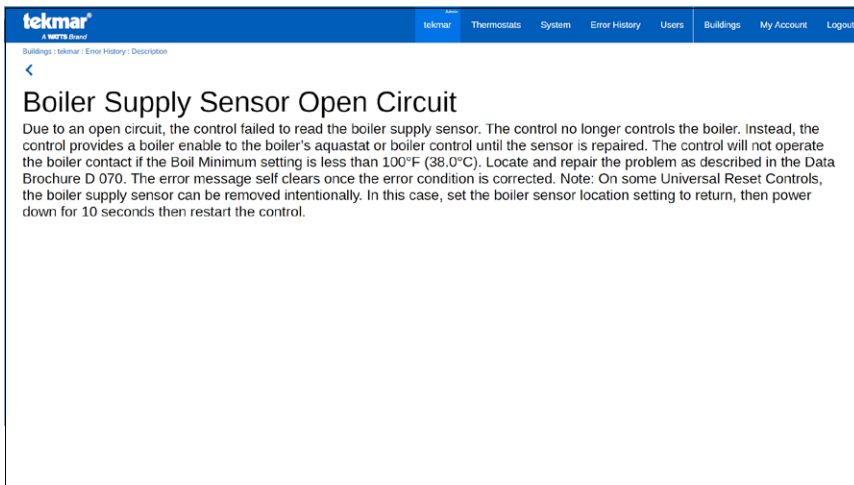 Admin
tekmar®
tekmar Thermostats System Error History Users Buildings My Account Logout
A WATTS Brand
Buildings : tekmar : Error History : Description
Boiler Supply Sensor Open Circuit
Due to an open circuit, the control failed to read the boiler supply sensor. The control no longer controls the boiler. Instead, the
control provides a boiler enable to the boiler's aquastat or boiler control until the sensor is repaired. The control will not operate
the boiler contact if the Boil Minimum setting is less than 100°F (38.0°C). Locate and repair the problem as described in the Data
Brochure D 070. The error message self clears once the error condition is corrected. Note: On some Universal Reset Controls,
the boiler supply sensor can be removed intentionally. In this case, set the boiler sensor location setting to return, then power
down for 10 seconds then restart the control.